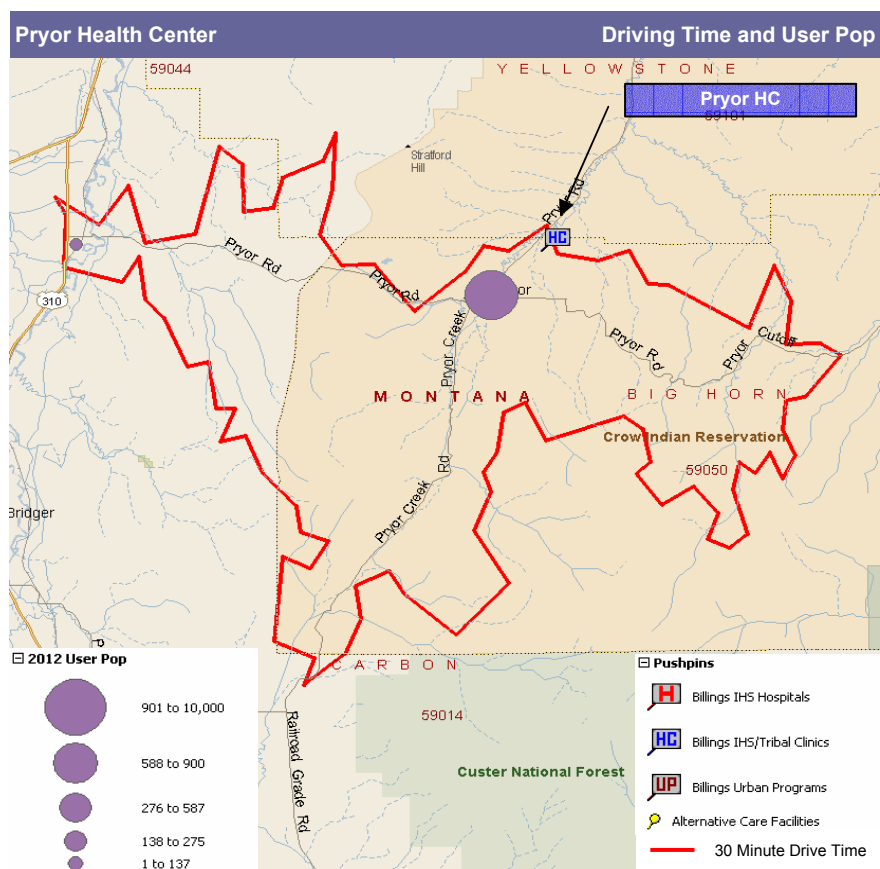 Pryor Health Center
Driving Time and User Pop
59044
YELLOWSTONE
Pryor HC
59101
Stratford
Hill
Pryor Rd
HC
Pryor Rd
Pryor Rd
or
310
Pryor Creek
Pryor Rd
Pryor
Cutoff
MONTANA
BIG HORN
Crow Indian Reservation
59050
Rd
Pryor Creek
Bridger
CARBON
59014
Railroad Grade Rd
Custer National Forest
2012 User Pop
901 to 10,000
588 to 900
276 to 587
138 to 275
1 to 137
Pushpins
H Billings IHS Hospitals
HC Billings IHS/Tribal Clinics
UP Billings Urban Programs
Alternative Care Facilities
30 Minute Drive Time